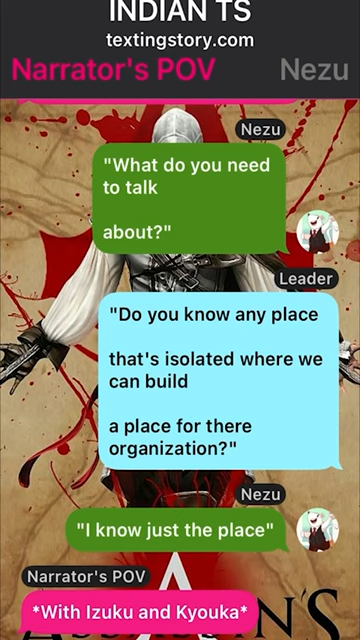 INDIAN TS
textingstory.com
Narrator's POV Nezu
Nezu
"What do you need
to talk
about?"
Leader
"Do you know any place
that's isolated where we
can build
a place for there
organization?"
Nezu
"I know just the place"
Narrator's POV
*With Izuku and Kyouka*